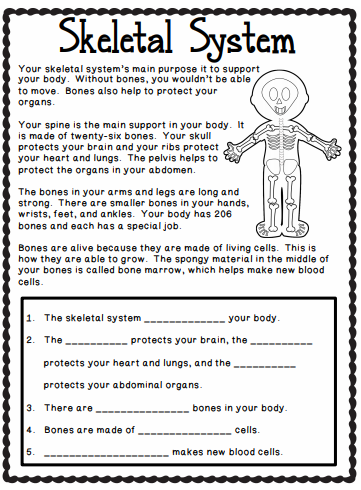 Skeletal System
Your skeletal system's main purpose it to support
your body.  Without bones, you wouldn't be able
to move.  Bones also help to protect your
organs.
Your spine is the main support in your body.  It
is made of twenty-six bones.  Your skull
protects your brain and your ribs protect
your heart and lungs.  The pelvis helps to
protect the organs in your abdomen.
The bones in your arms and legs are long and
strong.  There are smaller bones in your hands,
wrists, feet, and ankles.  Your body has 206
bones and each has a special job.
Bones are alive because they are made of living cells.  This is
how they are able to grow.  The spongy material in the middle of
your bones is called bone marrow, which helps make new blood
cells.
1. The skeletal system _____________ your body.
2. The __________ protects your brain, the __________
protects your heart and lungs, and the __________
protects your abdominal organs.
3. There are _______________ bones in your body.
4. Bones are made of _______________ cells.
5. ____________________ makes new blood cells.